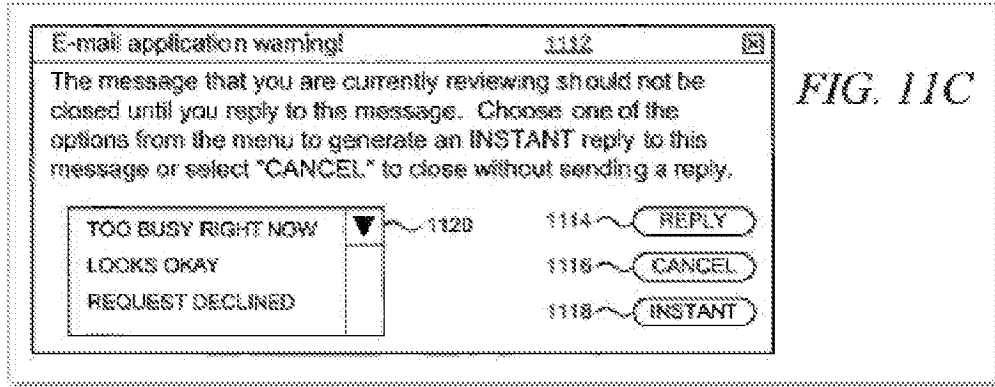 E-mail application warning! 1112
FIG. 11C
The message that you are currently reviewing should not be
closed until you reply to the message. Choose one of the
options from the menu to generate an INSTANT reply to this
message or select "CANCEL" to close without sending a reply.
TOO BUSY RIGHT NOW 1120 1114 REPLY
LOOKS OKAY 1116 CANCEL
REQUEST DECLINED 1118 INSTANT